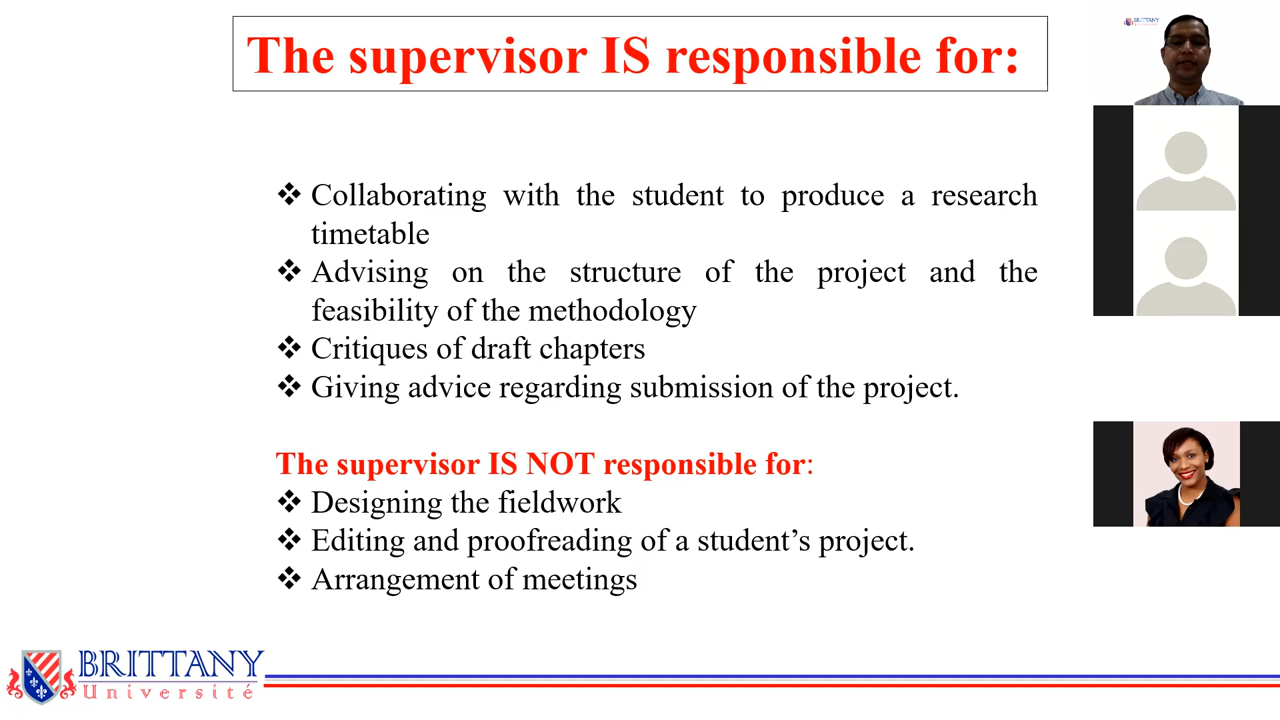 The supervisor IS responsible for:
BRITTANY
❖ Collaborating with the student to produce a research
timetable
❖ Advising on the structure of the project and the
feasibility of the methodology
❖ Critiques of draft chapters
❖ Giving advice regarding submission of the project.
The supervisor IS NOT responsible for:
❖ Designing the fieldwork
❖ Editing and proofreading of a student’s project.
❖ Arrangement of meetings
BRITTANY
Université